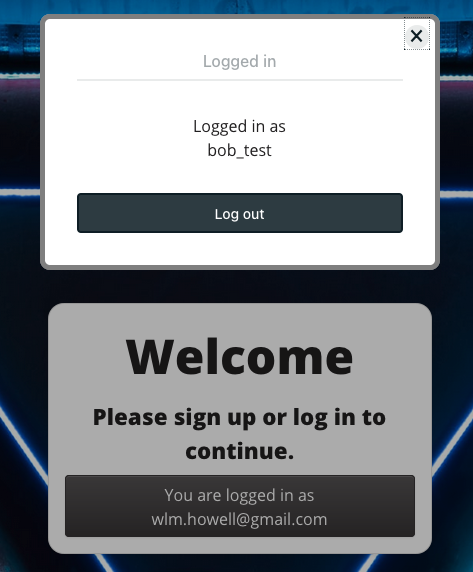 Logged in
Logged in as
bob_test
Log out
Welcome
Please sign up or log in to
continue.
You are logged in as
wlm.howell@gmail.com